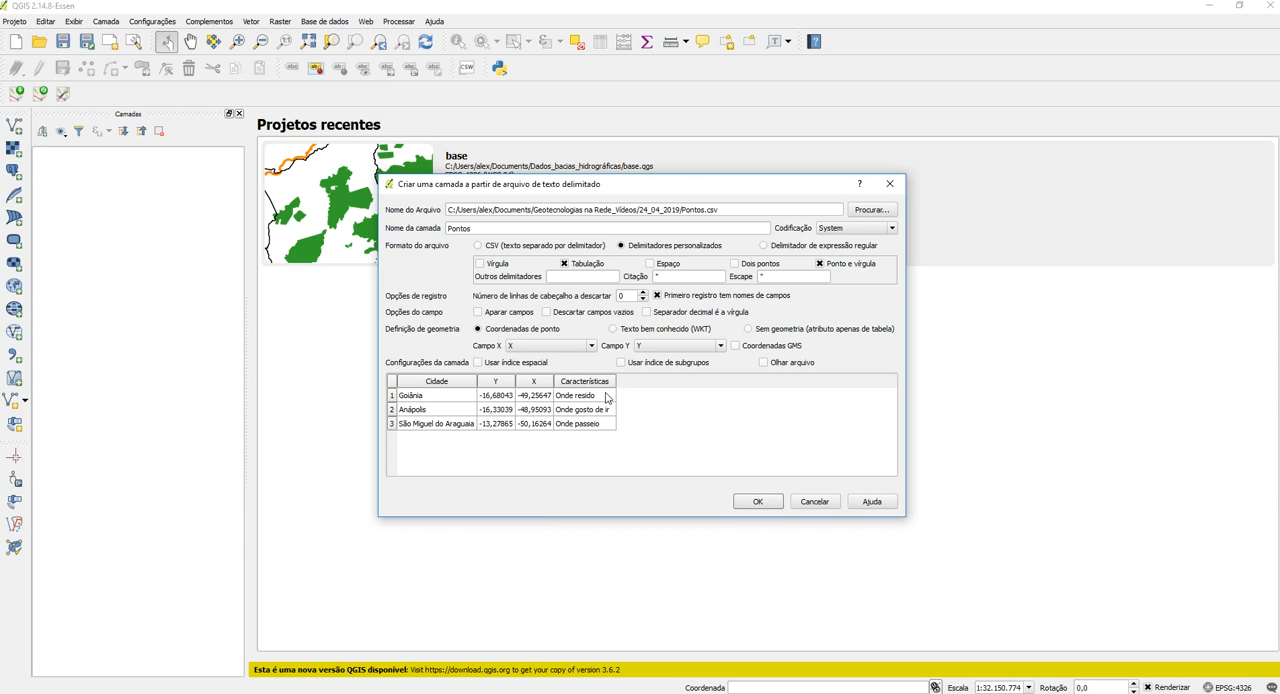 QGIS 2.14.8-Essen
Projeto Editar Exibir Camada Configurações Complementos Vetor Raster Base de dados Web Processar Ajuda
Camadas
Projetos recentes
base
C:/Users/alex/Documents/Dados_bacias_hidrográficas/base.qgs
Criar uma camada a partir de arquivo de texto delimitado
Nome do Arquivo C:/Users/alex/Documents/Geotecnologias na Rede_Vídeos/24_04_2019/Pontos.csv Procurar...
Nome da camada Pontos Codificação System
Formato do arquivo CSV (texto separado por delimitador) Delimitadores personalizados Delimitador de expressão regular
Vírgula Tabulação Espaço Dois pontos Ponto e vírgula
Outros delimitadores Citação " Escape "
Opções de registro Número de linhas de cabeçalho a descartar 0 Primeiro registro tem nomes de campos
Opções do campo Aparar campos Descartar campos vazios Separador decimal é a vírgula
Definição de geometria Coordenadas de ponto Texto bem conhecido (WKT) Sem geometria (atributo apenas de tabela)
Campo X X Campo Y Y Coordenadas GMS
Configurações da camada Usar índice espacial Usar índice de subgrupos Olhar arquivo
Cidade Y X Características
1 Goiânia -16,68043 -49,25647 Onde resido
2 Anápolis -16,33039 -48,95093 Onde gosto de ir
3 São Miguel do Araguaia -13,27865 -50,16264 Onde passeio
OK Cancelar Ajuda
Esta é uma nova versão QGIS disponível: Visit https://download.qgis.org to get your copy of version 3.6.2
Coordenada Escala 1:32.150.774 Rotação 0,0 Renderizar EPSG:4326